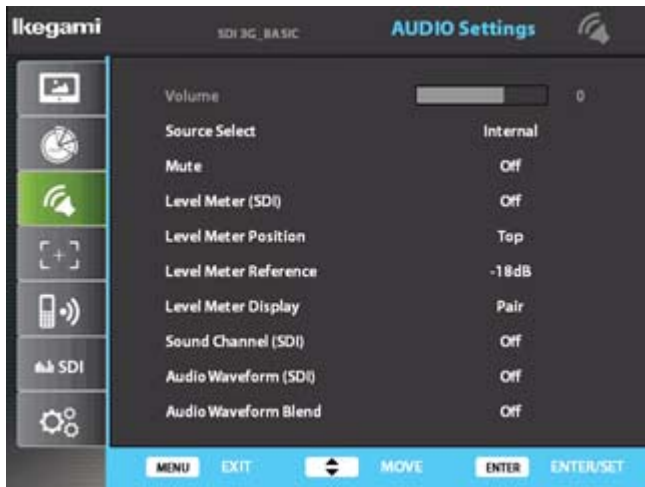 Ikegami SDI 3G_BASIC AUDIO Settings
Volume 0
Source Select Internal
Mute Off
Level Meter (SDI) Off
Level Meter Position Top
Level Meter Reference -18dB
Level Meter Display Pair
Sound Channel (SDI) Off
SDI
Audio Waveform (SDI) Off
Audio Waveform Blend Off
MENU EXIT MOVE ENTER ENTER/SET